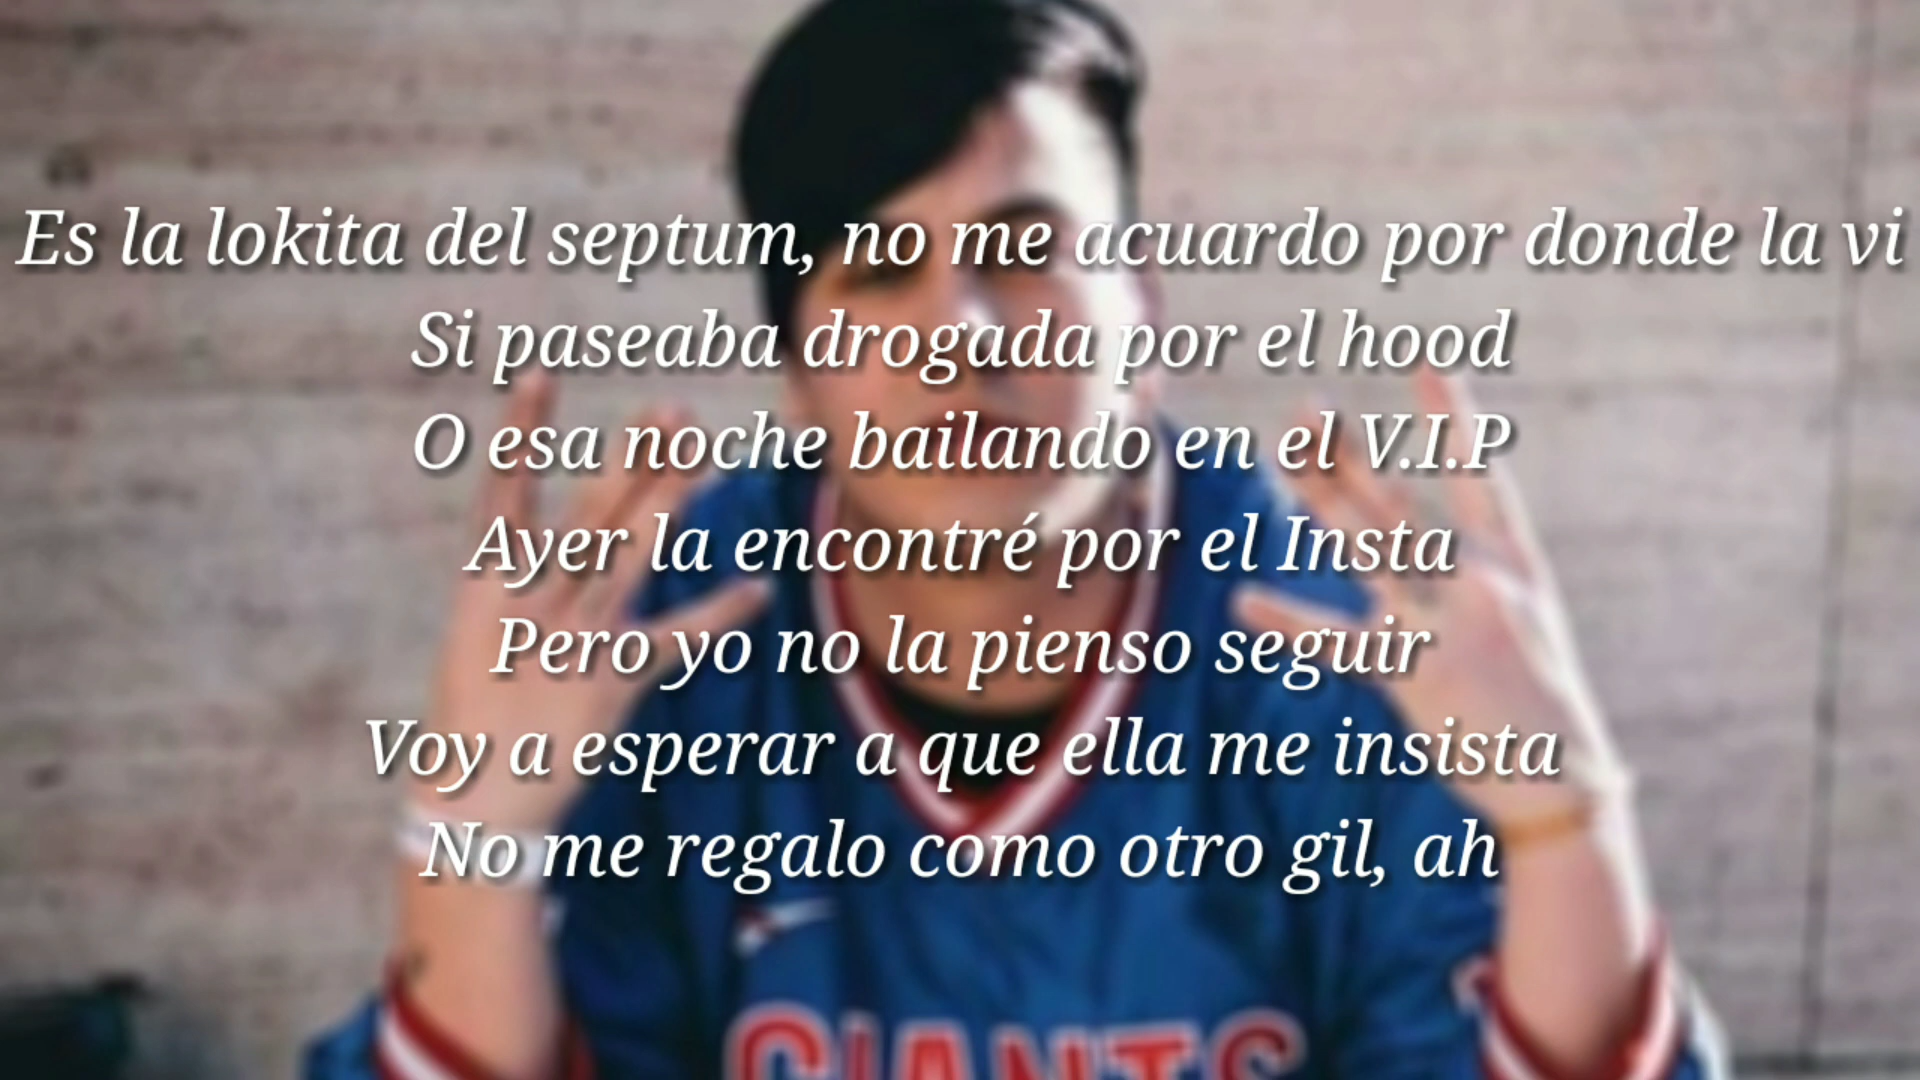 Es la lokita del septum, no me acuardo por donde la vi
Si paseaba drogada por el hood
O esa noche bailando en el V.I.P
Ayer la encontré por el Insta
Pero yo no la pienso seguir
Voy a esperar a que ella me insista
No me regalo como otro gil, ah
GIANTS